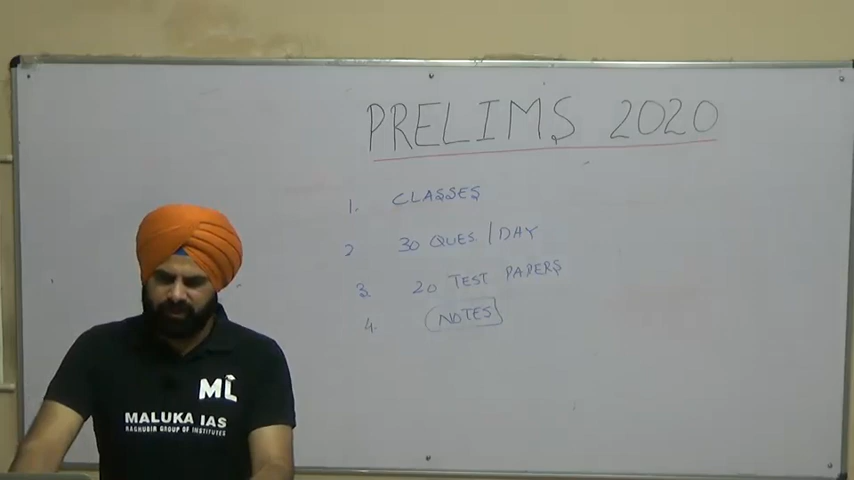 PRELIMS 2020
1. CLASSES
2 30 QUES. / DAY
3. 20 TEST PAPERS
4. NOTES
ML
MALUKA IAS
RAGHUBIR GROUP OF INSTITUTES